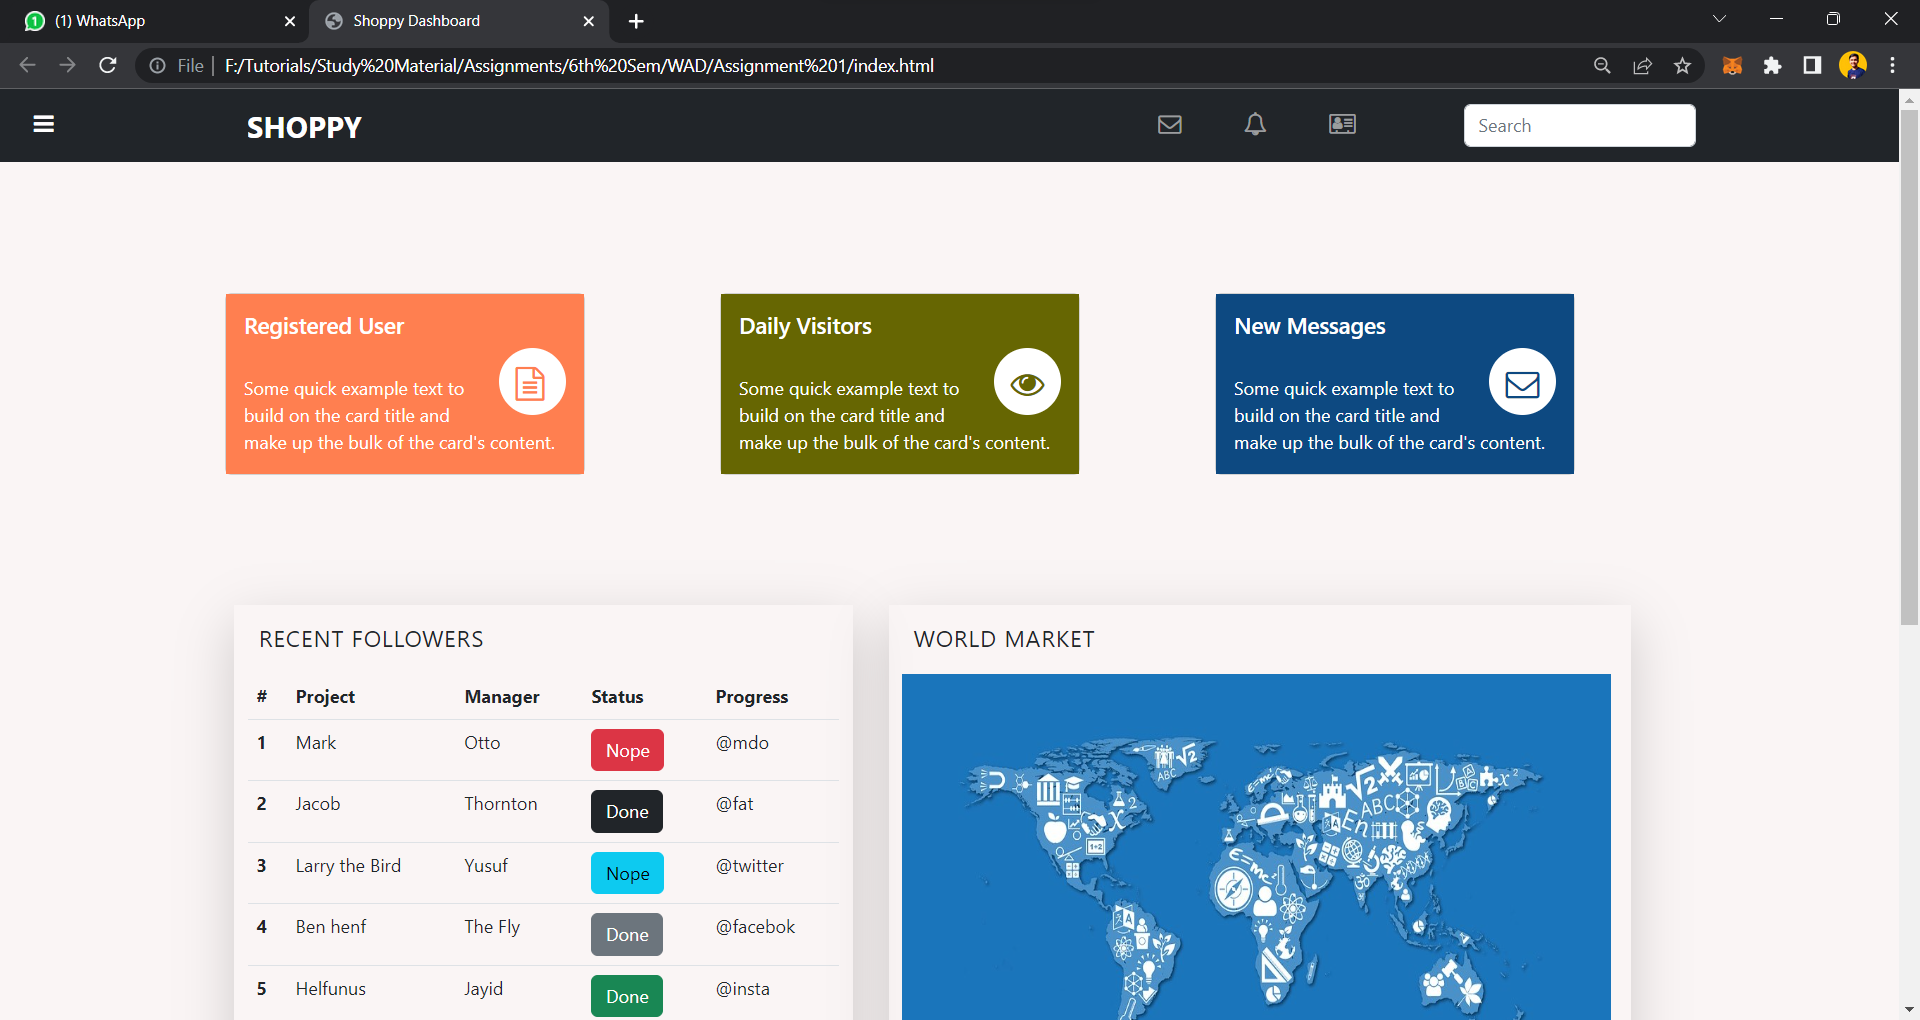 (1) WhatsApp
Shoppy Dashboard
File
F:/Tutorials/Study%20Material/Assignments/6th%20Sem/WAD/Assignment%201/index.html
SHOPPY
Search
Registered User
Some quick example text to
build on the card title and
make up the bulk of the card's content.
Daily Visitors
Some quick example text to
build on the card title and
make up the bulk of the card's content.
New Messages
Some quick example text to
build on the card title and
make up the bulk of the card's content.
RECENT FOLLOWERS
# Project Manager Status Progress
1 Mark Otto Nope @mdo
2 Jacob Thornton Done @fat
3 Larry the Bird Yusuf Nope @twitter
4 Ben henf The Fly Done @facebok
5 Helfunus Jayid Done @insta
WORLD MARKET
ABC
√2
√2
ABC
En
E=mc²